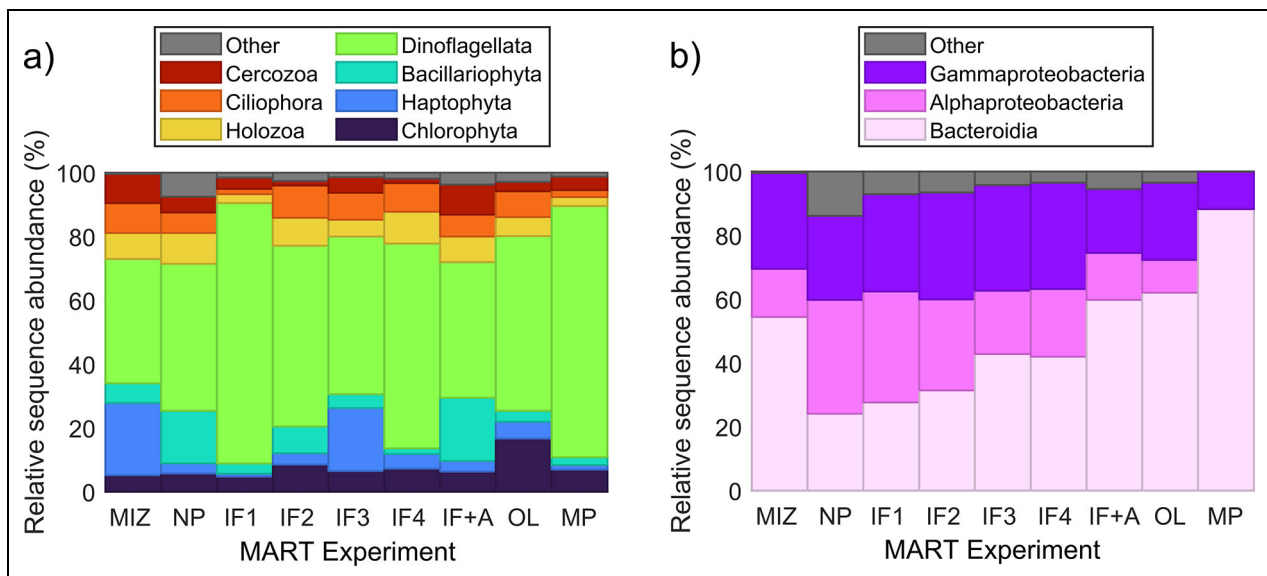 a)
Other
Cercozoa
Ciliophora
Holozoa
Dinoflagellata
Bacillariophyta
Haptophyta
Chlorophyta
Relative sequence abundance (%)
100
80
60
40
20
0
MIZ NP IF1 IF2 IF3 IF4 IF+A OL MP
MART Experiment
b)
Other
Gammaproteobacteria
Alphaproteobacteria
Bacteroidia
Relative sequence abundance (%)
100
80
60
40
20
0
MIZ NP IF1 IF2 IF3 IF4 IF+A OL MP
MART Experiment